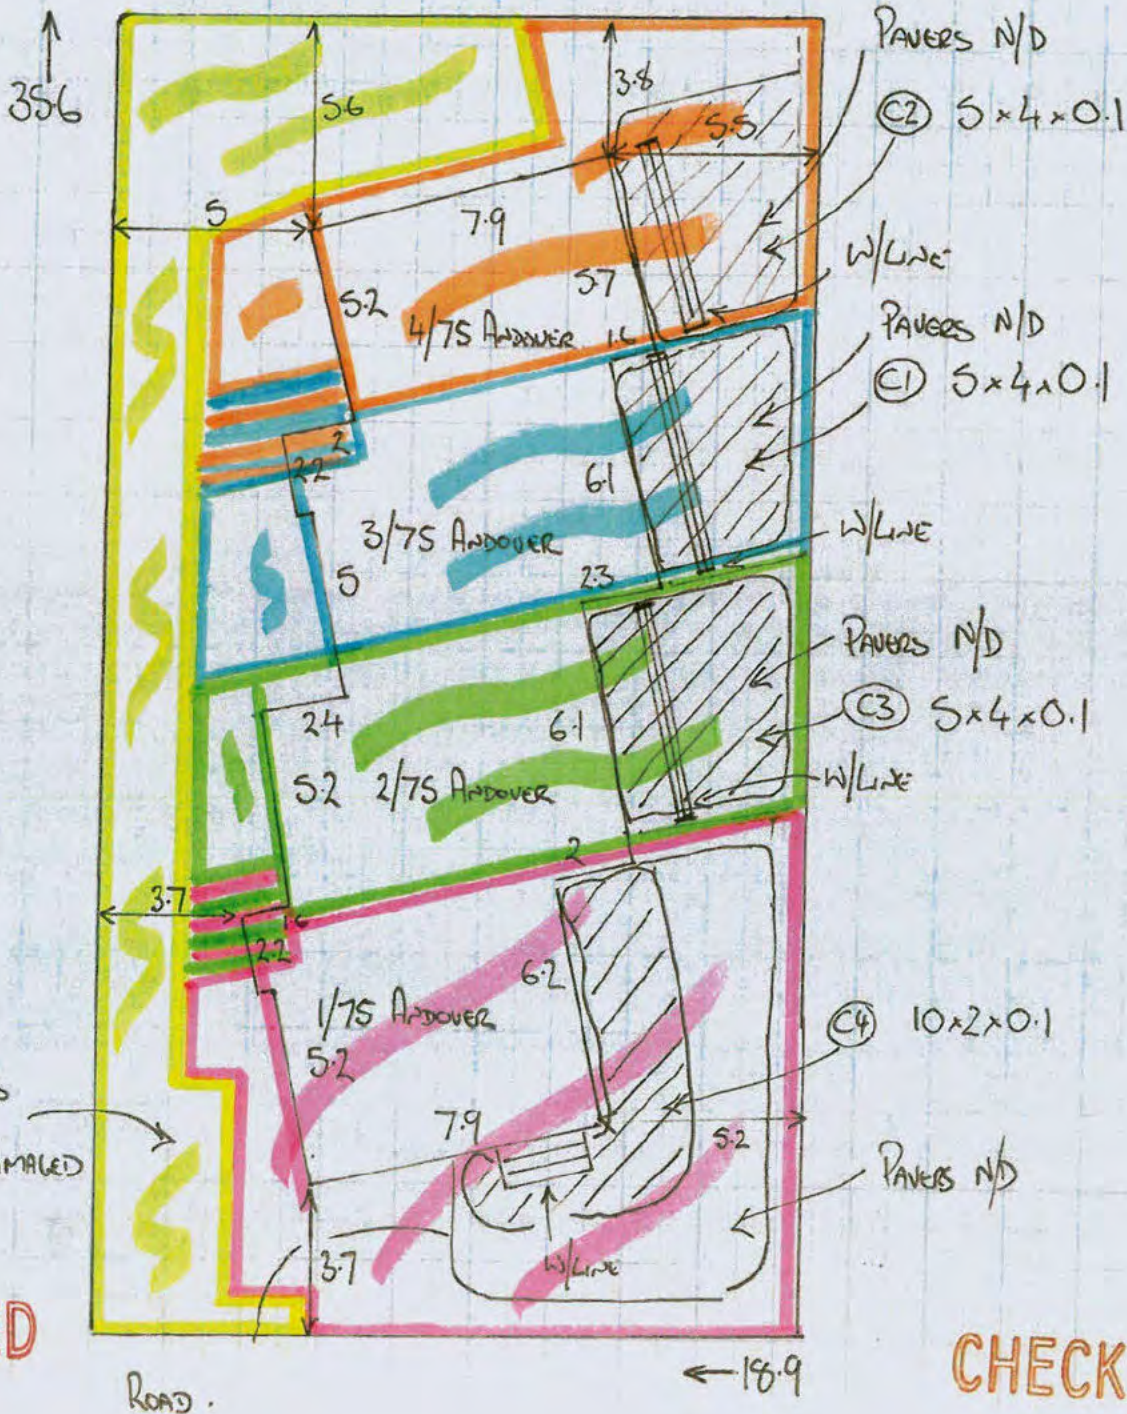 PAVERS N/D
35.6
5.6
3.8
C2 5 x 4 x 0.1
5.5
5
7.9
W/LINE
5.2
5.7
4/75 ANDOVER
1.6
PAVERS N/D
C1 5 x 4 x 0.1
2
2.2
6.1
3/75 ANDOVER
W/LINE
5
2.3
PAVERS N/D
2.4
6.1
C3 5 x 4 x 0.1
5.2
2/75 ANDOVER
W/LINE
2
3.7
1.6
2.2
6.2
1/75 ANDOVER
C4 10 x 2 x 0.1
5.2
7.9
5.2
PAVERS N/D
3.7
W/LINE
D
18.9
CHECK
ROAD.